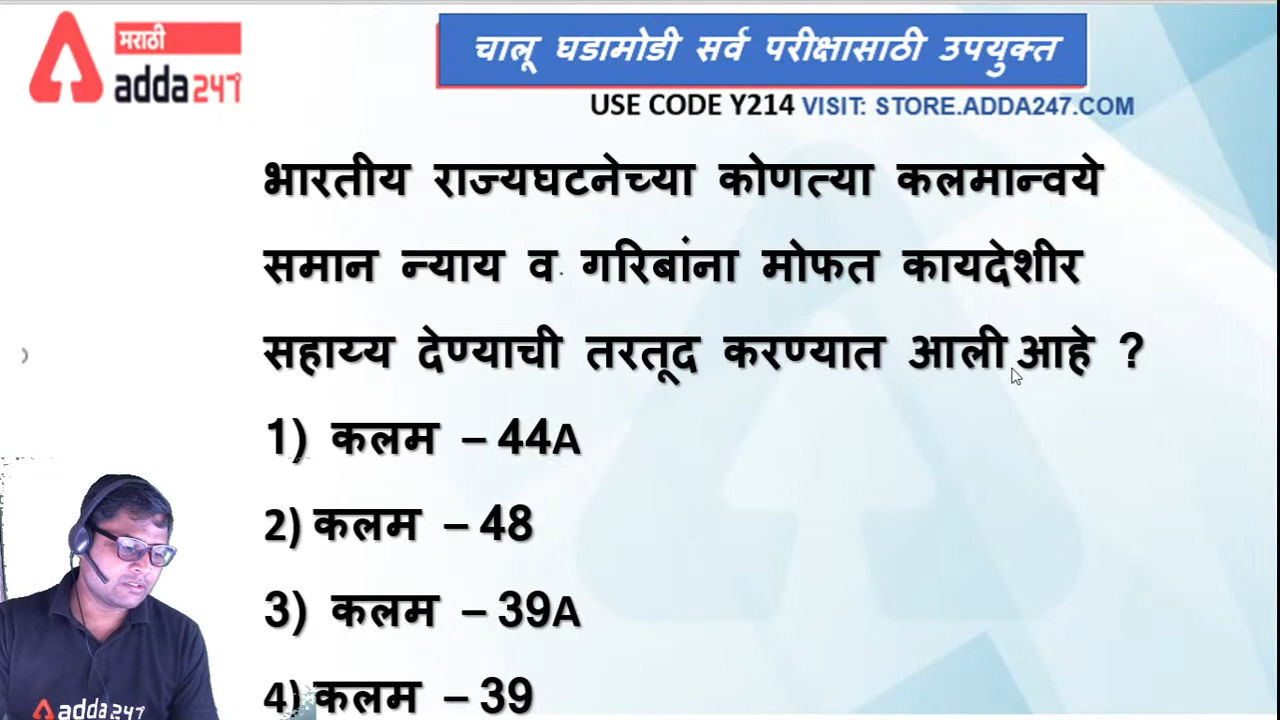 मराठी
adda247
चालू घडामोडी सर्व परीक्षासाठी उपयुक्त
USE CODE Y214 VISIT: STORE.ADDA247.COM
भारतीय राज्यघटनेच्या कोणत्या कलमान्वये
समान न्याय व गरिबांना मोफत कायदेशीर
सहाय्य देण्याची तरतूद करण्यात आली आहे ?
1) कलम – 44A
2) कलम – 48
3) कलम – 39A
4) कलम – 39
adda247